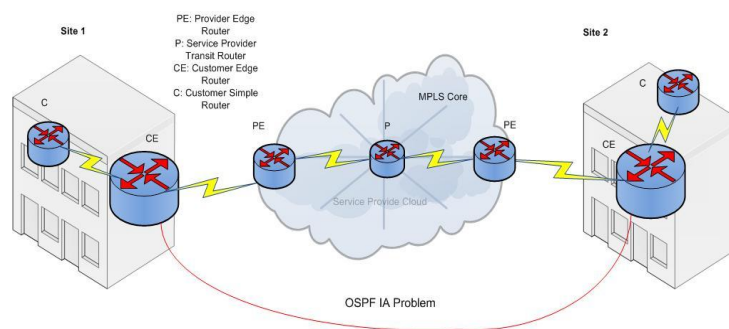 PE: Provider Edge
Router
P: Service Provider
Transit Router
CE: Customer Edge
Router
C: Customer Simple
Router
Site 1
Site 2
C
CE
PE
P
MPLS Core
PE
CE
C
Service Provide Cloud
OSPF IA Problem